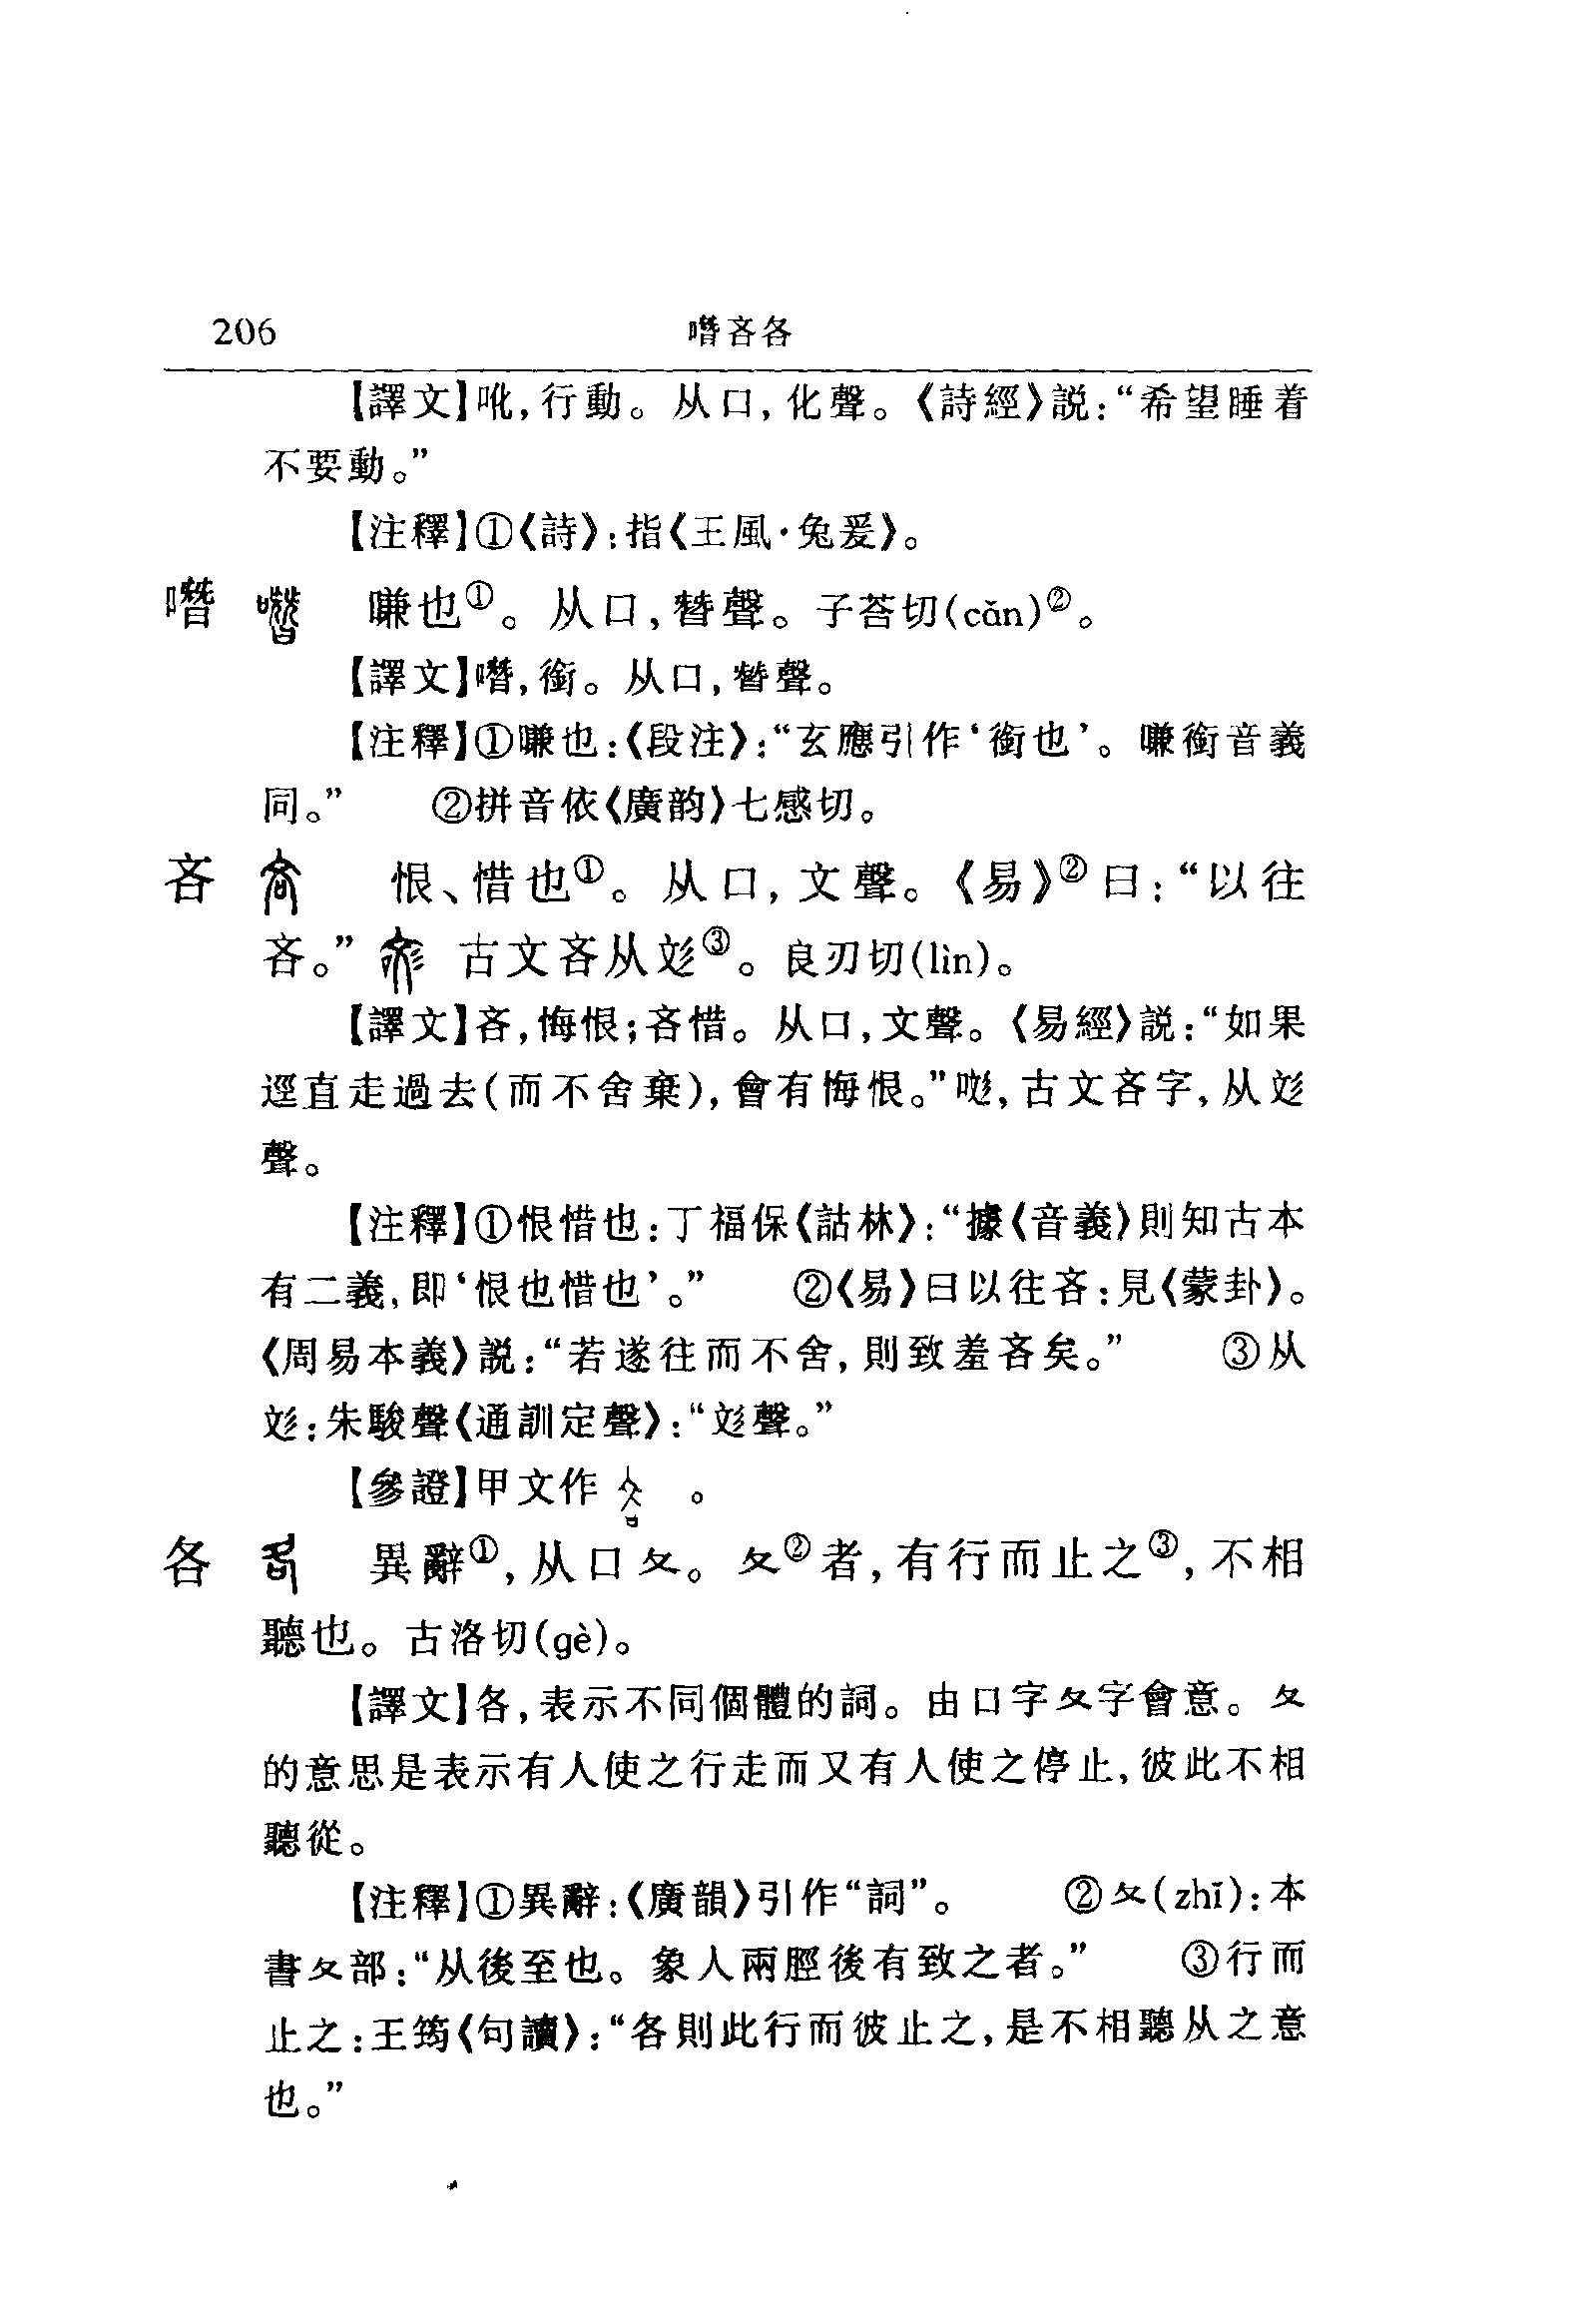 206 噆吝各
【譯文】吪,行動。从口,化聲。《詩經》説:“希望睡着
不要動。”
【注釋】①《詩》:指《王風·兔爰》。
噆 嗛也①。从口,朁聲。子荅切(cǎn)②。
【譯文】噆,銜。从口,朁聲。
【注釋】①嗛也:《段注》:“玄應引作‘銜也’。嗛銜音義
同。” ②拼音依《廣韵》七感切。
吝 恨、惜也①。从口,文聲。《易》②曰:“以往
吝。” 古文吝从彣③。良刃切(lìn)。
【譯文】吝,悔恨;吝惜。从口,文聲。《易經》説:“如果
逕直走過去(而不舍棄),會有悔恨。”㖁,古文吝字,从彣
聲。
【注釋】①恨惜也:丁福保《詁林》:“據《音義》則知古本
有二義,即‘恨也惜也’。” ②《易》曰以往吝:見《蒙卦》。
《周易本義》説:“若遂往而不舍,則致羞吝矣。” ③从
彣:朱駿聲《通訓定聲》:“彣聲。”
【參證】甲文作 。
各 異辭①,从口夊。夊②者,有行而止之③,不相
聽也。古洛切(gè)。
【譯文】各,表示不同個體的詞。由口字夊字會意。夊
的意思是表示有人使之行走而又有人使之停止,彼此不相
聽從。
【注釋】①異辭:《廣韻》引作“詞”。 ②夊(zhǐ):本
書夊部:“从後至也。象人兩脛後有致之者。” ③行而
止之:王筠《句讀》:“各則此行而彼止之,是不相聽从之意
也。”